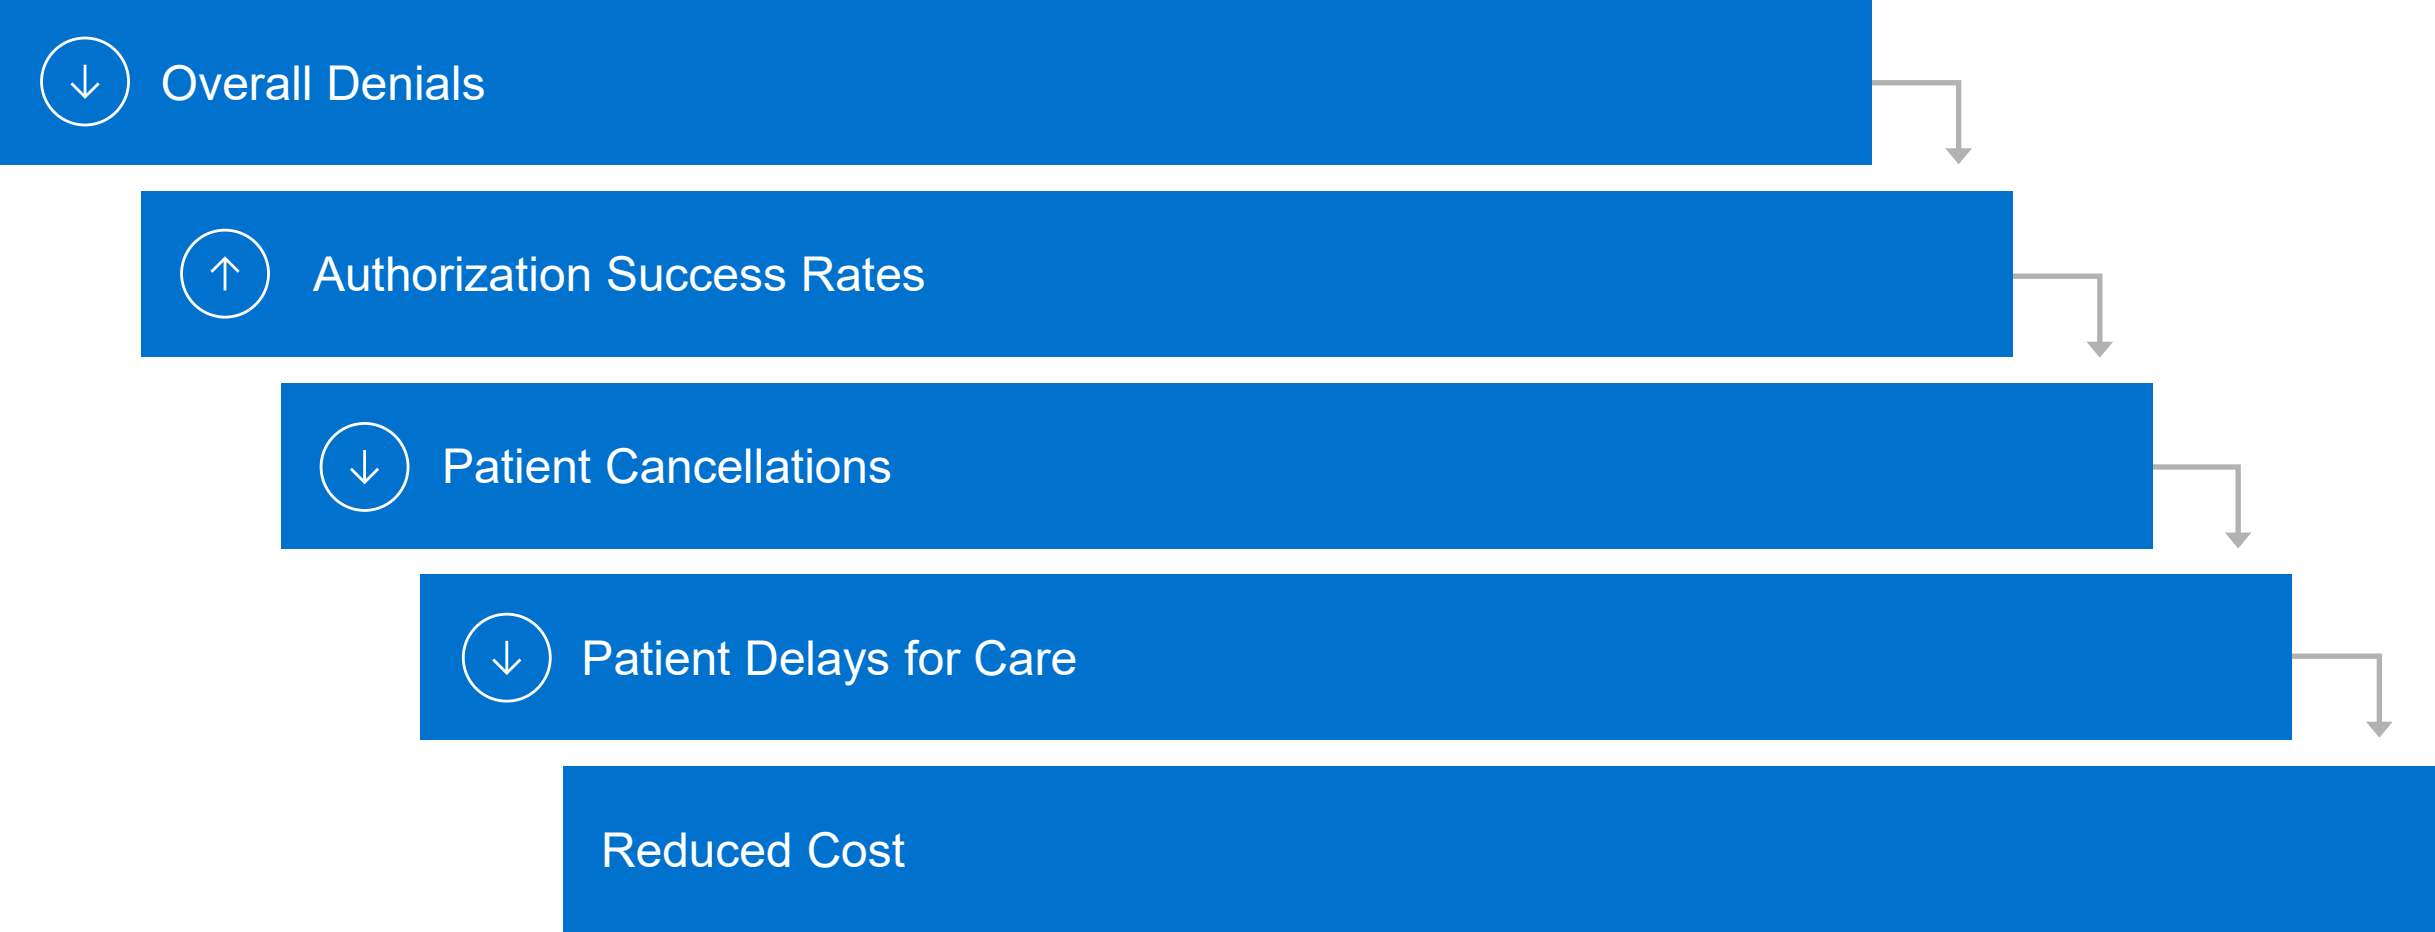 Overall Denials
Authorization Success Rates
Patient Cancellations
Patient Delays for Care
Reduced Cost